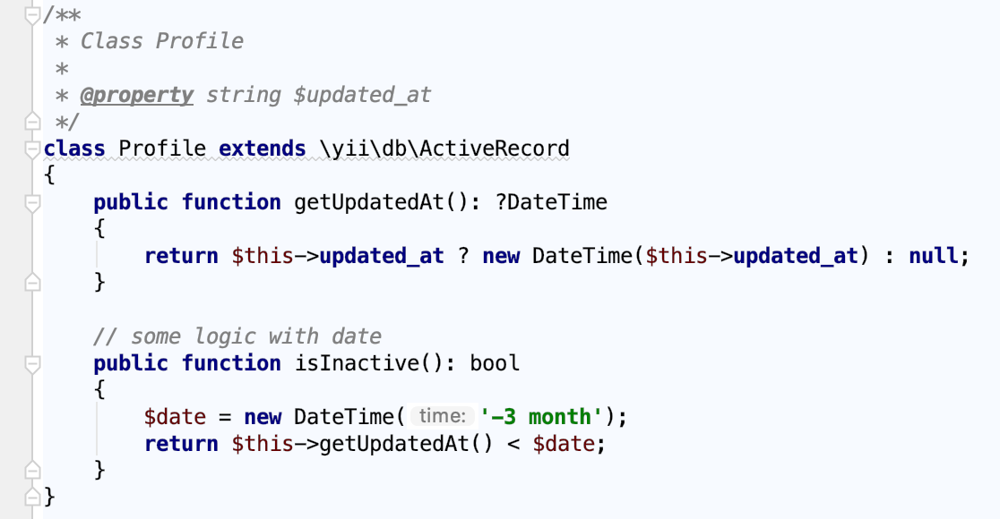 /**
 * Class Profile
 *
 * @property string $updated_at
 */
class Profile extends \yii\db\ActiveRecord
{
    public function getUpdatedAt(): ?DateTime
    {
        return $this->updated_at ? new DateTime($this->updated_at) : null;
    }

    // some logic with date
    public function isInactive(): bool
    {
        $date = new DateTime( time: '-3 month');
        return $this->getUpdatedAt() < $date;
    }
}